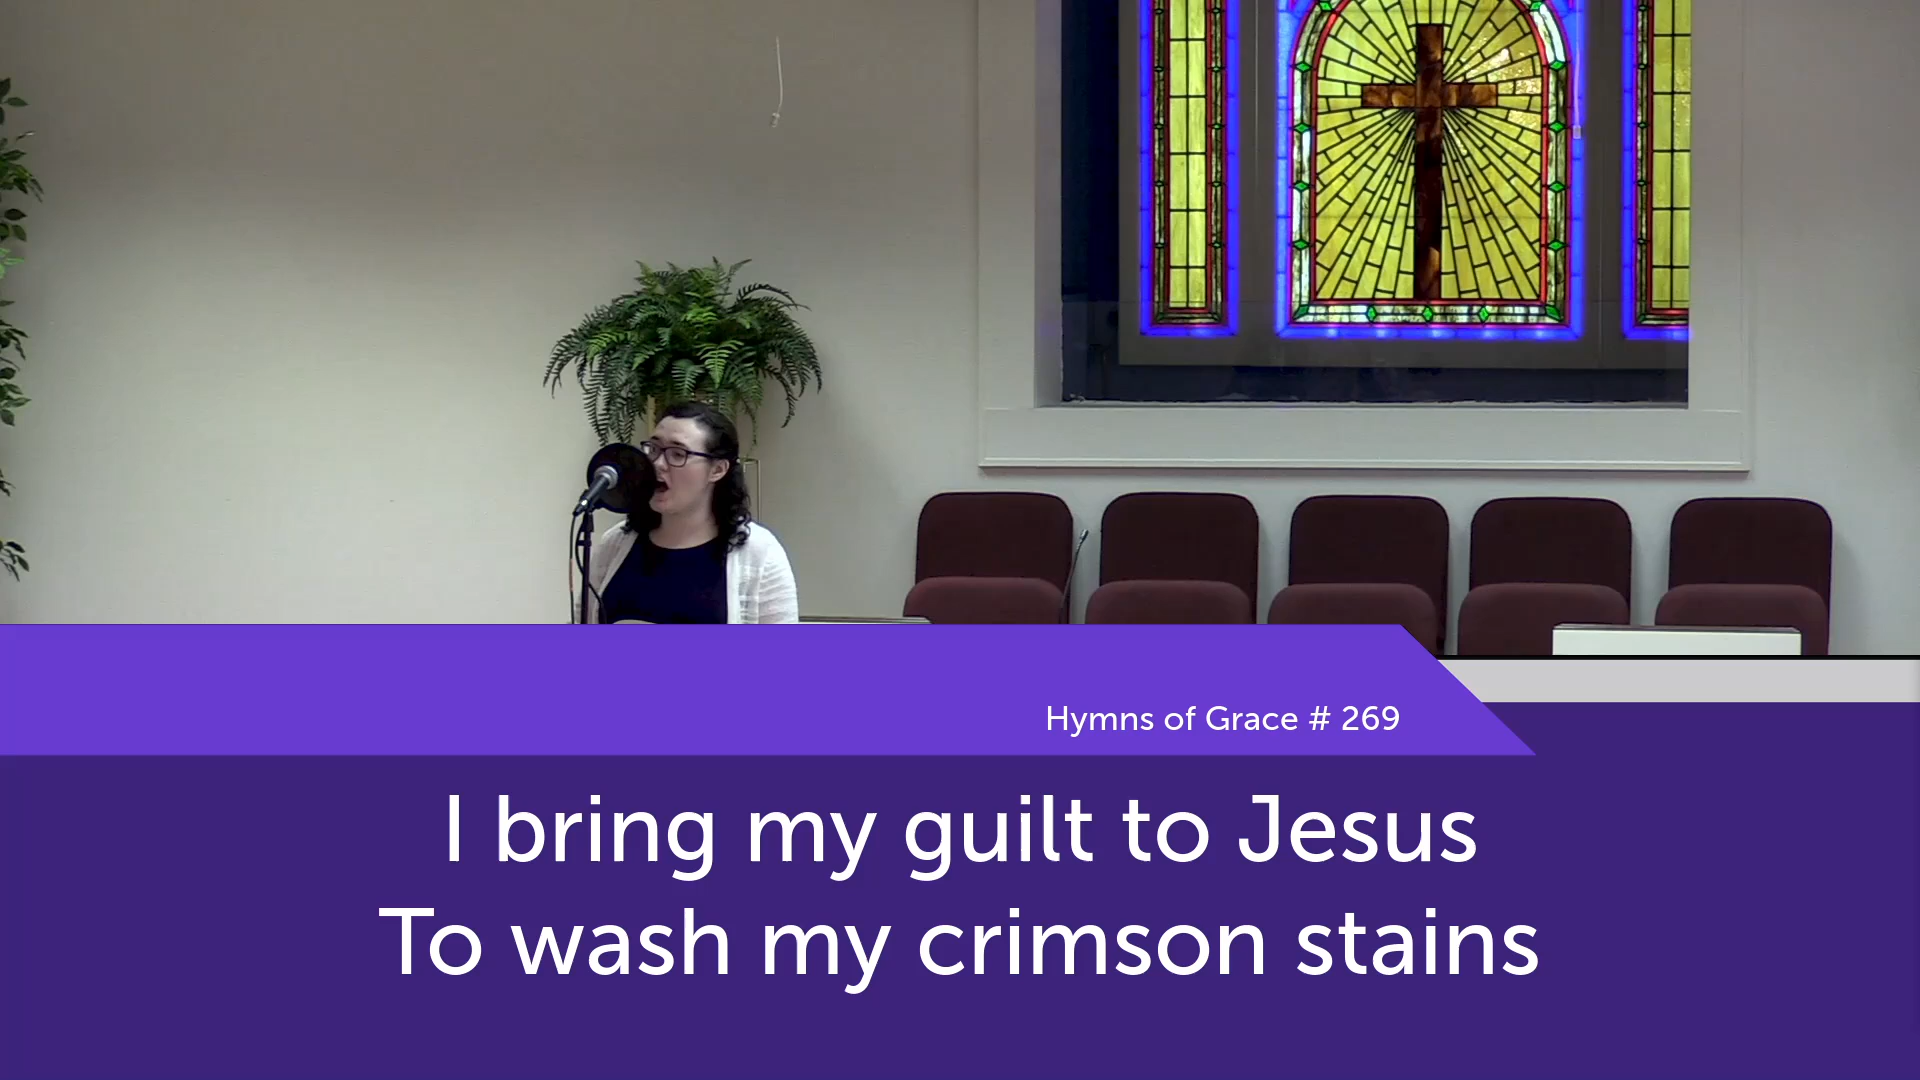 Hymns of Grace # 269
I bring my guilt to Jesus
To wash my crimson stains